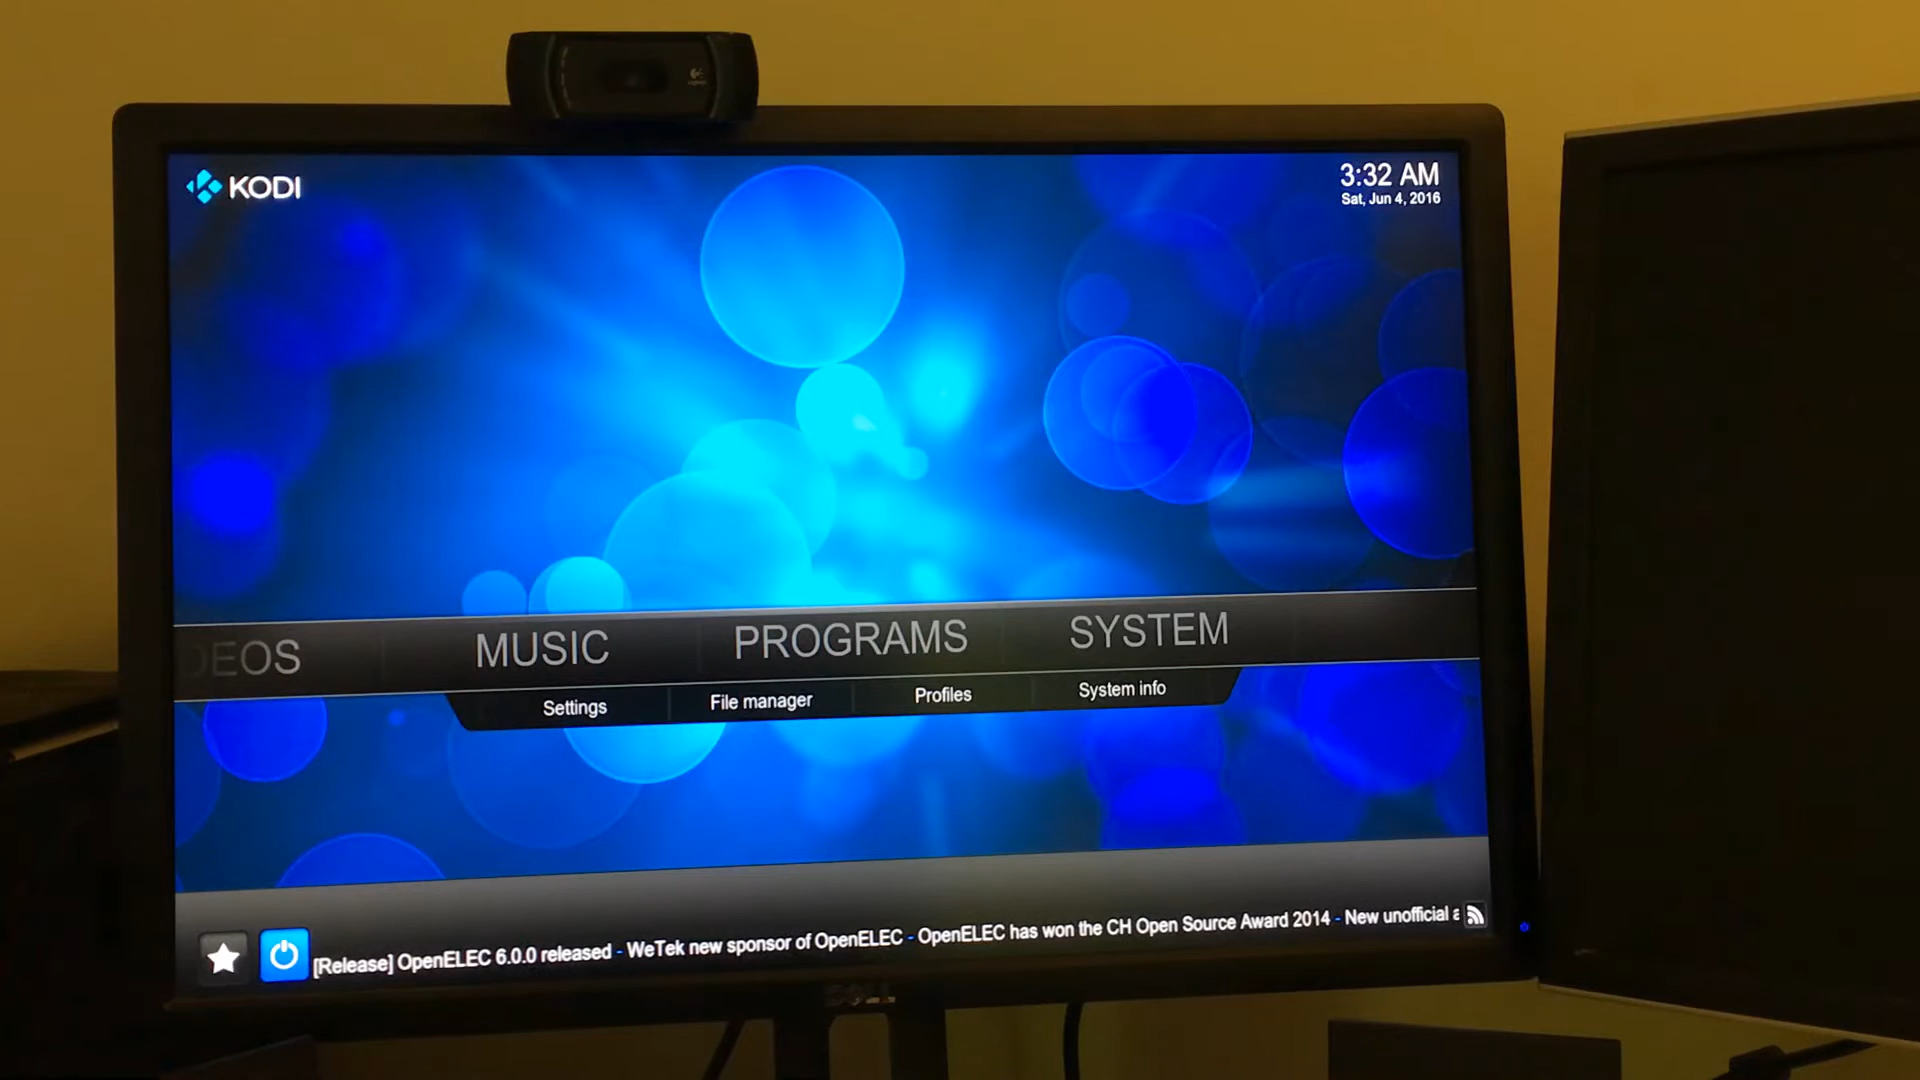 KODI
3:32 AM
Sat, Jun 4, 2016
DEOS MUSIC PROGRAMS SYSTEM
Settings File manager Profiles System info
[Release] OpenELEC 6.0.0 released - WeTek new sponsor of OpenELEC - OpenELEC has won the CH Open Source Award 2014 - New unofficial a
DELL